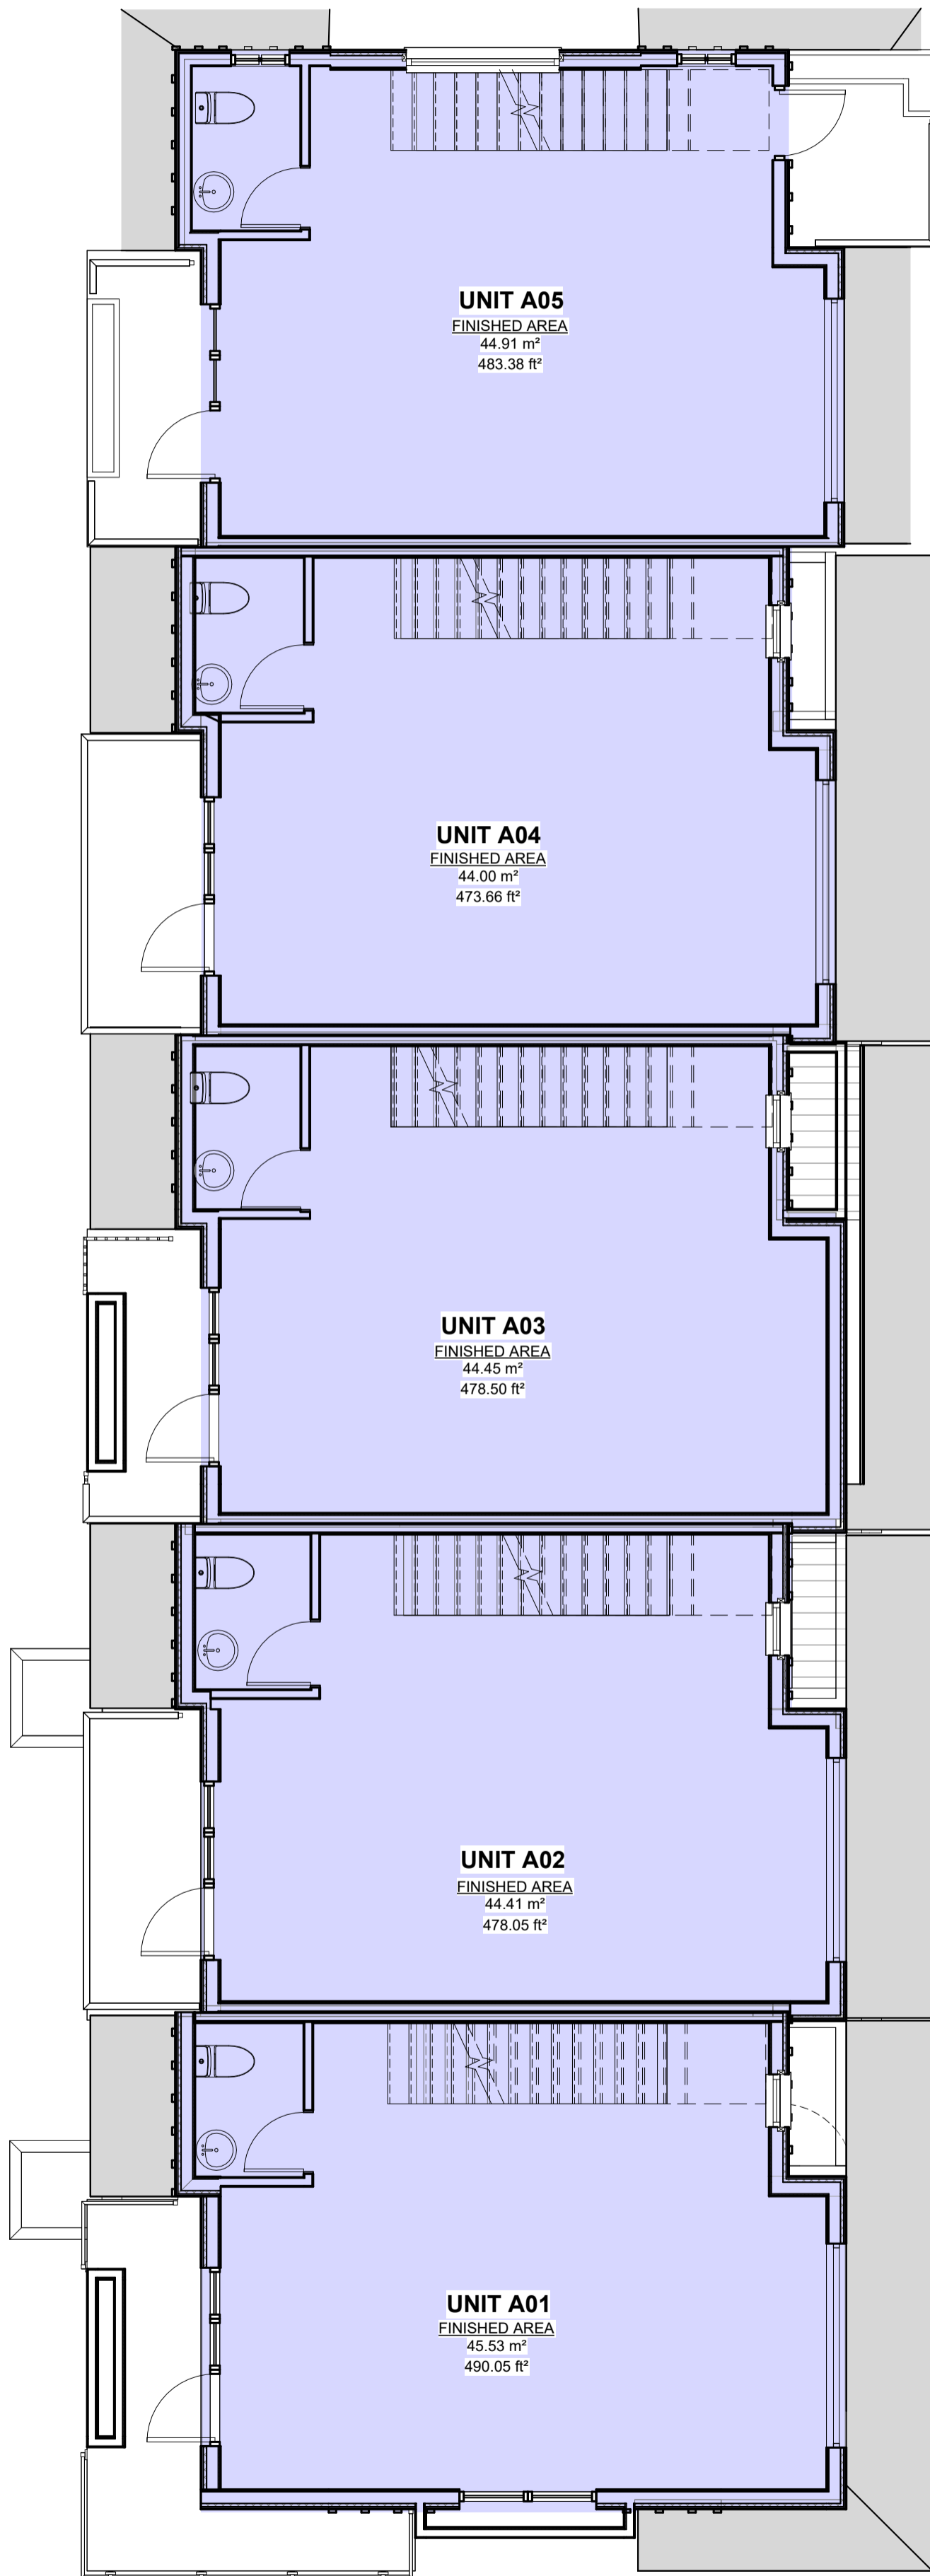 UNIT A05
FINISHED AREA
44.91 m²
483.38 ft²
UNIT A04
FINISHED AREA
44.00 m²
473.66 ft²
UNIT A03
FINISHED AREA
44.45 m²
478.50 ft²
UNIT A02
FINISHED AREA
44.41 m²
478.05 ft²
UNIT A01
FINISHED AREA
45.53 m²
490.05 ft²